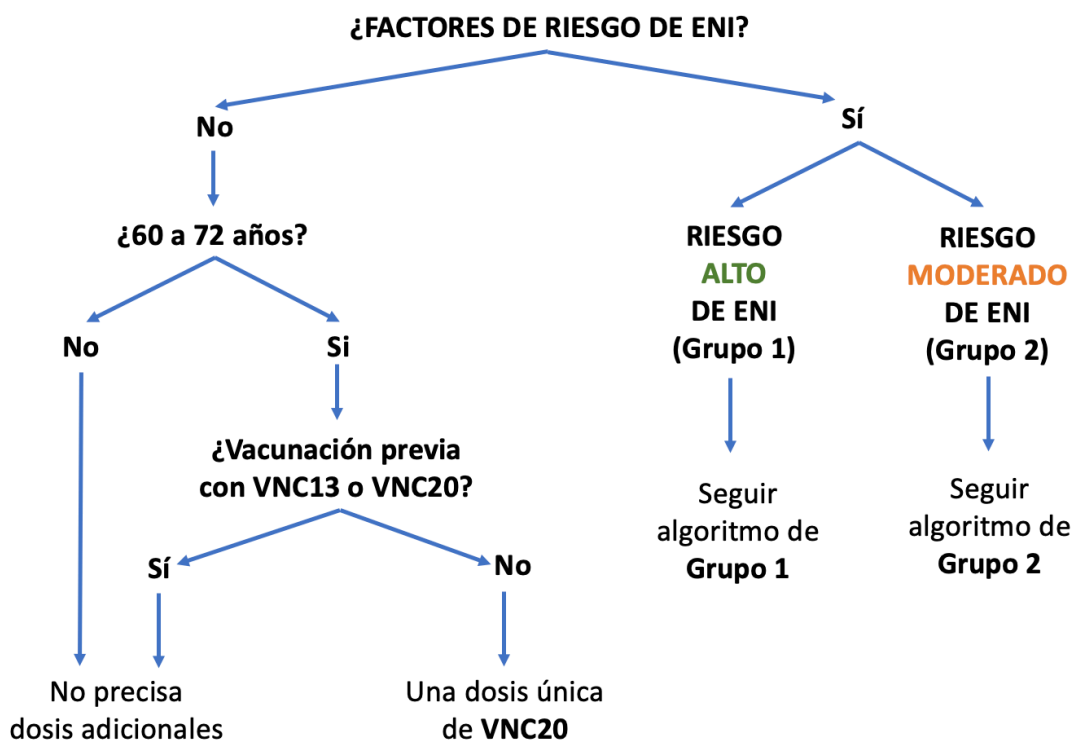 ¿FACTORES DE RIESGO DE ENI?
No
Sí
¿60 a 72 años?
RIESGO
ALTO
DE ENI
(Grupo 1)
RIESGO
MODERADO
DE ENI
(Grupo 2)
No
Si
¿Vacunación previa
con VNC13 o VNC20?
Seguir
algoritmo de
Grupo 1
Seguir
algoritmo de
Grupo 2
Sí
No
No precisa
dosis adicionales
Una dosis única
de VNC20